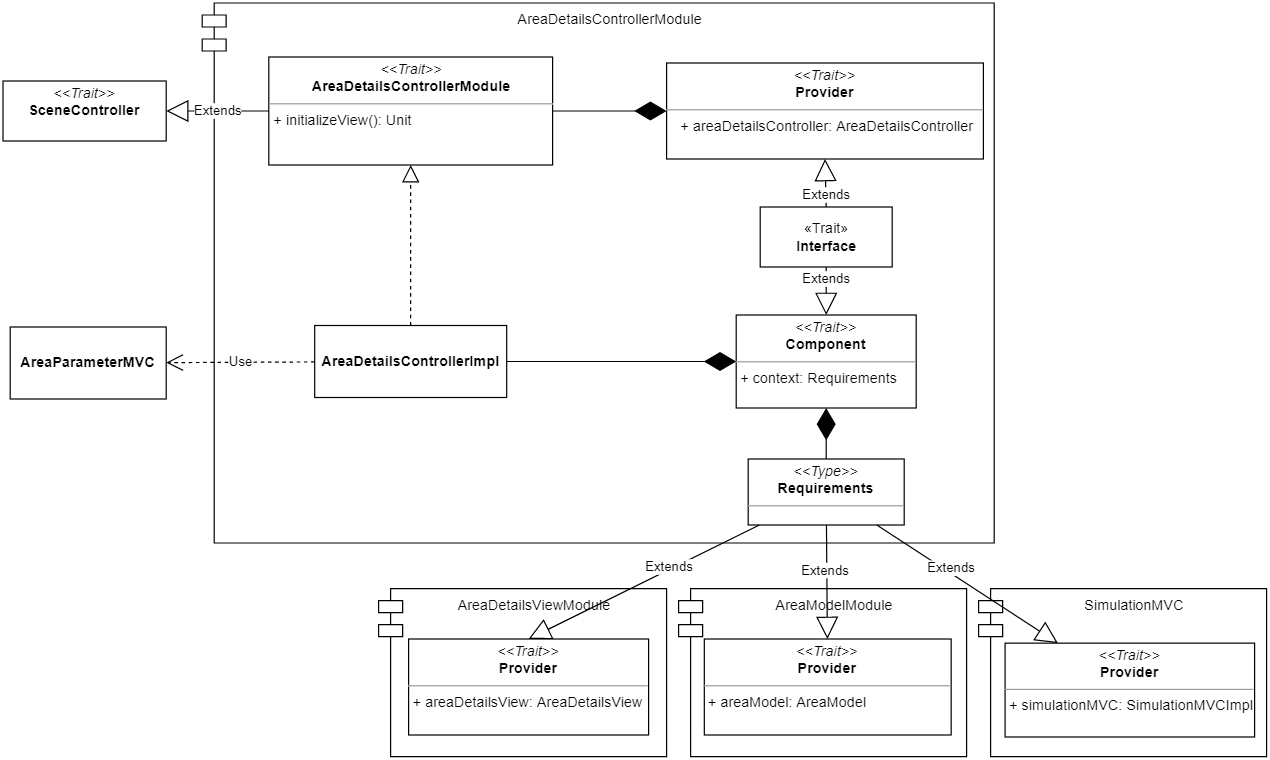 AreaDetailsControllerModule
<<Trait>>
SceneController
Extends
<<Trait>>
AreaDetailsControllerModule
+ initializeView(): Unit
<<Trait>>
Provider
+ areaDetailsController: AreaDetailsController
Extends
«Trait»
Interface
Extends
<<Trait>>
Component
+ context: Requirements
AreaParameterMVC
Use
AreaDetailsControllerImpl
<<Type>>
Requirements
Extends
Extends
Extends
AreaDetailsViewModule
<<Trait>>
Provider
+ areaDetailsView: AreaDetailsView
AreaModelModule
<<Trait>>
Provider
+ areaModel: AreaModel
SimulationMVC
<<Trait>>
Provider
+ simulationMVC: SimulationMVCImpl